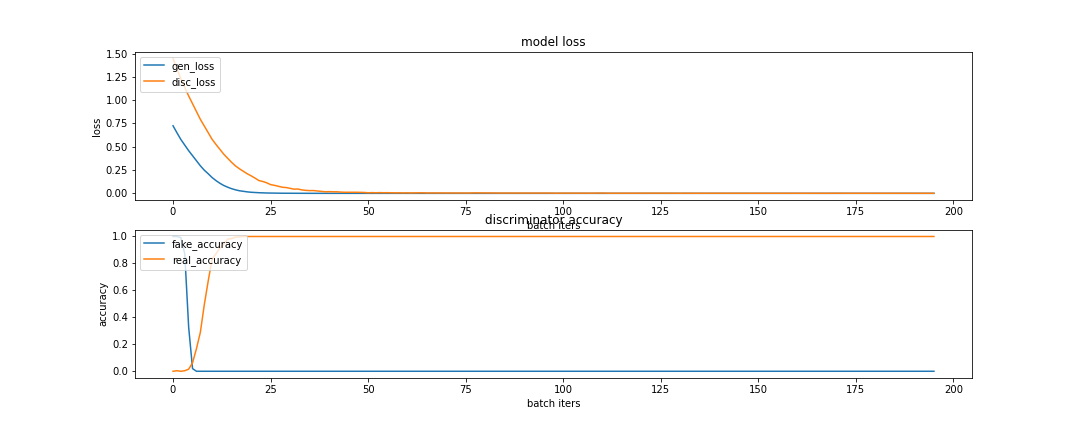 model loss
1.50
1.25
1.00
0.75
0.50
0.25
0.00
loss
gen_loss
disc_loss
0 25 50 75 100 125 150 175 200
batch iters
discriminator accuracy
1.0
0.8
0.6
0.4
0.2
0.0
accuracy
fake_accuracy
real_accuracy
0 25 50 75 100 125 150 175 200
batch iters